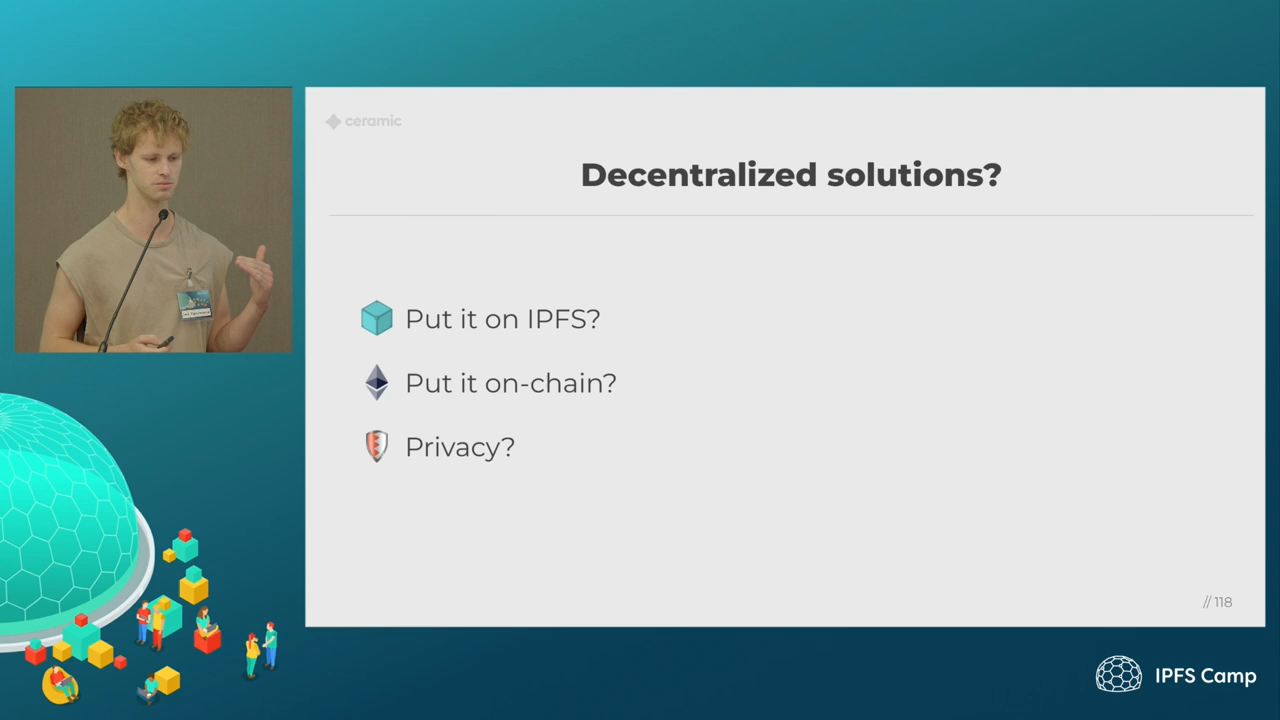 ceramic
Decentralized solutions?
Put it on IPFS?
Put it on-chain?
Privacy?
// 118
IPFS Camp